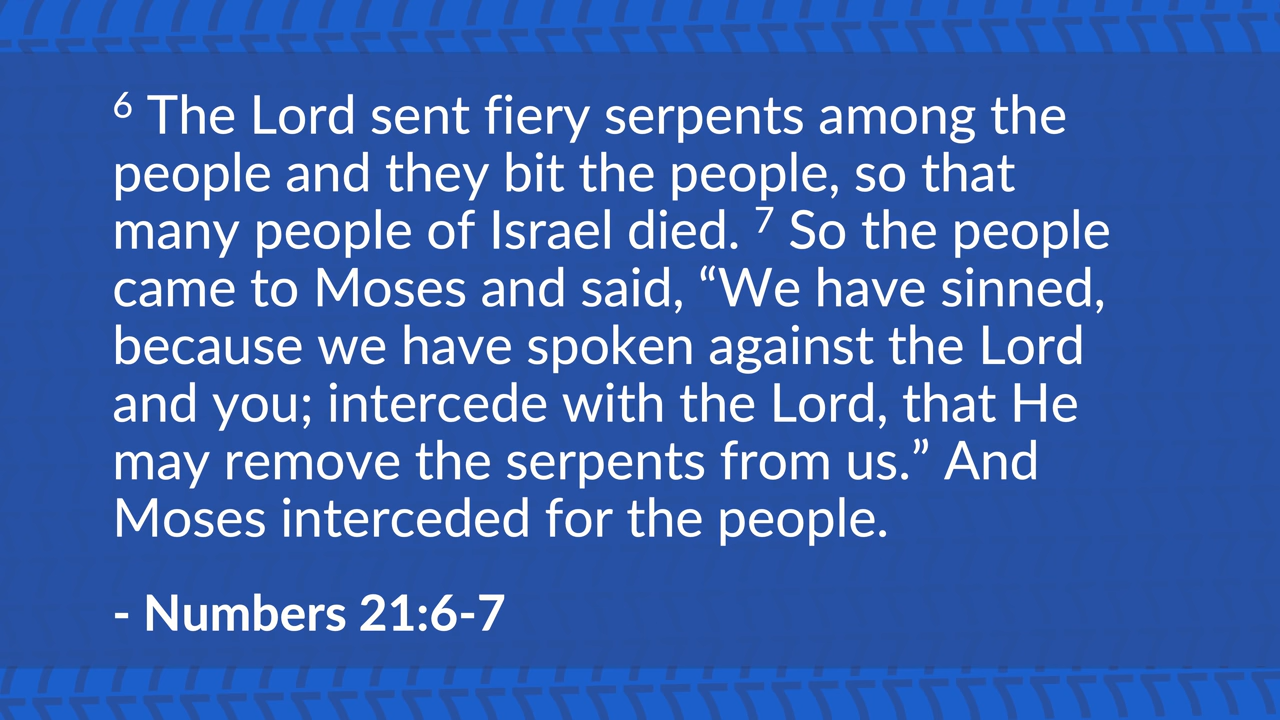 ⁶ The Lord sent fiery serpents among the
people and they bit the people, so that
many people of Israel died. ⁷ So the people
came to Moses and said, “We have sinned,
because we have spoken against the Lord
and you; intercede with the Lord, that He
may remove the serpents from us.” And
Moses interceded for the people.
- Numbers 21:6-7